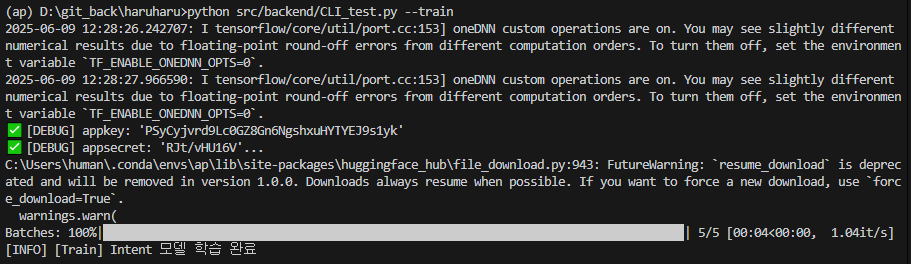 (ap) D:\git_back\haruharu>python src/backend/CLI_test.py --train
2025-06-09 12:28:26.242707: I tensorflow/core/util/port.cc:153] oneDNN custom operations are on. You may see slightly different
numerical results due to floating-point round-off errors from different computation orders. To turn them off, set the environmen
t variable `TF_ENABLE_ONEDNN_OPTS=0`.
2025-06-09 12:28:27.966590: I tensorflow/core/util/port.cc:153] oneDNN custom operations are on. You may see slightly different
numerical results due to floating-point round-off errors from different computation orders. To turn them off, set the environmen
t variable `TF_ENABLE_ONEDNN_OPTS=0`.
✅ [DEBUG] appkey: 'PSyCyjvrd9Lc0GZ8Gn6NgshxuHYTYEJ9s1yk'
✅ [DEBUG] appsecret: 'RJt/vHU16V'...
C:\Users\human\.conda\envs\ap\lib\site-packages\huggingface_hub\file_download.py:943: FutureWarning: `resume_download` is deprec
ated and will be removed in version 1.0.0. Downloads always resume when possible. If you want to force a new download, use `forc
e_download=True`.
  warnings.warn(
Batches: 100%|██████████| 5/5 [00:04<00:00,  1.04it/s]
[INFO] [Train] Intent 모델 학습 완료